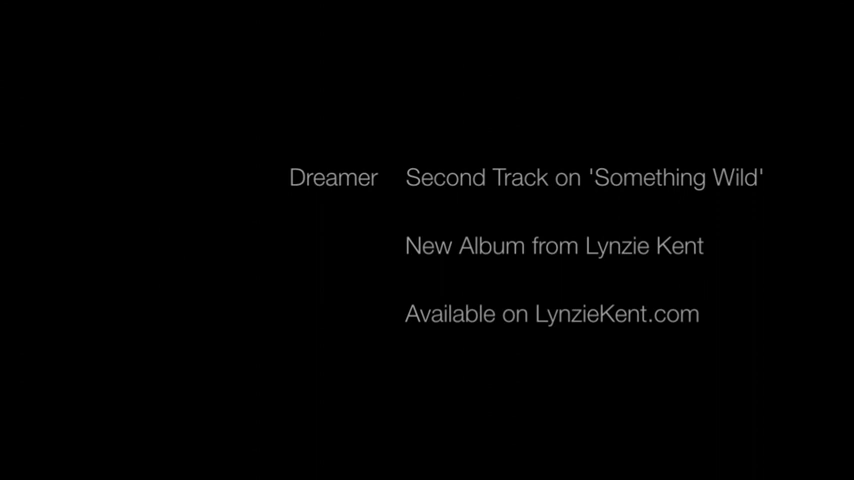 Dreamer Second Track on 'Something Wild'
New Album from Lynzie Kent
Available on LynzieKent.com